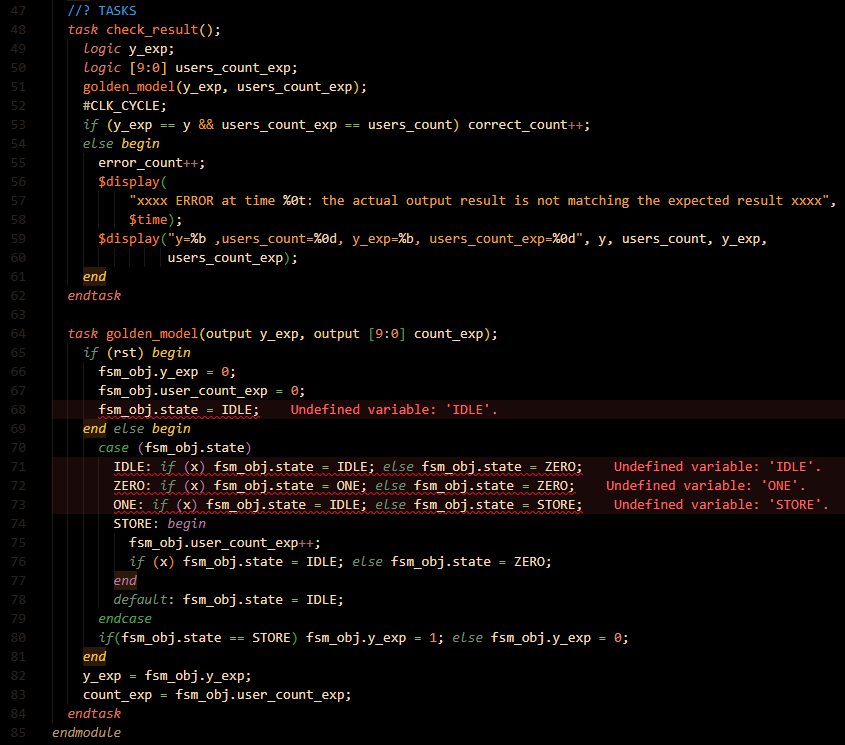 47 //? TASKS
48 task check_result();
49 logic y_exp;
50 logic [9:0] users_count_exp;
51 golden_model(y_exp, users_count_exp);
52 #CLK_CYCLE;
53 if (y_exp == y && users_count_exp == users_count) correct_count++;
54 else begin
55 error_count++;
56 $display(
57 "xxxx ERROR at time %0t: the actual output result is not matching the expected result xxxx",
58 $time);
59 $display("y=%b ,users_count=%0d, y_exp=%b, users_count_exp=%0d", y, users_count, y_exp,
60 users_count_exp);
61 end
62 endtask
63
64 task golden_model(output y_exp, output [9:0] count_exp);
65 if (rst) begin
66 fsm_obj.y_exp = 0;
67 fsm_obj.user_count_exp = 0;
68 fsm_obj.state = IDLE; Undefined variable: 'IDLE'.
69 end else begin
70 case (fsm_obj.state)
71 IDLE: if (x) fsm_obj.state = IDLE; else fsm_obj.state = ZERO; Undefined variable: 'IDLE'.
72 ZERO: if (x) fsm_obj.state = ONE; else fsm_obj.state = ZERO; Undefined variable: 'ONE'.
73 ONE: if (x) fsm_obj.state = IDLE; else fsm_obj.state = STORE; Undefined variable: 'STORE'.
74 STORE: begin
75 fsm_obj.user_count_exp++;
76 if (x) fsm_obj.state = IDLE; else fsm_obj.state = ZERO;
77 end
78 default: fsm_obj.state = IDLE;
79 endcase
80 if(fsm_obj.state == STORE) fsm_obj.y_exp = 1; else fsm_obj.y_exp = 0;
81 end
82 y_exp = fsm_obj.y_exp;
83 count_exp = fsm_obj.user_count_exp;
84 endtask
85 endmodule